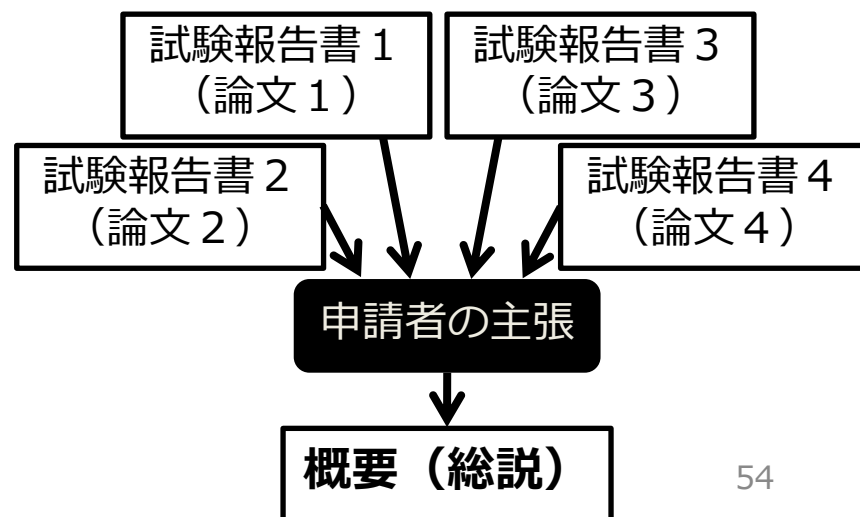 試験報告書１
（論文１）
試験報告書３
（論文３）
試験報告書２
（論文２）
試験報告書４
（論文４）
申請者の主張
概要（総説）
54